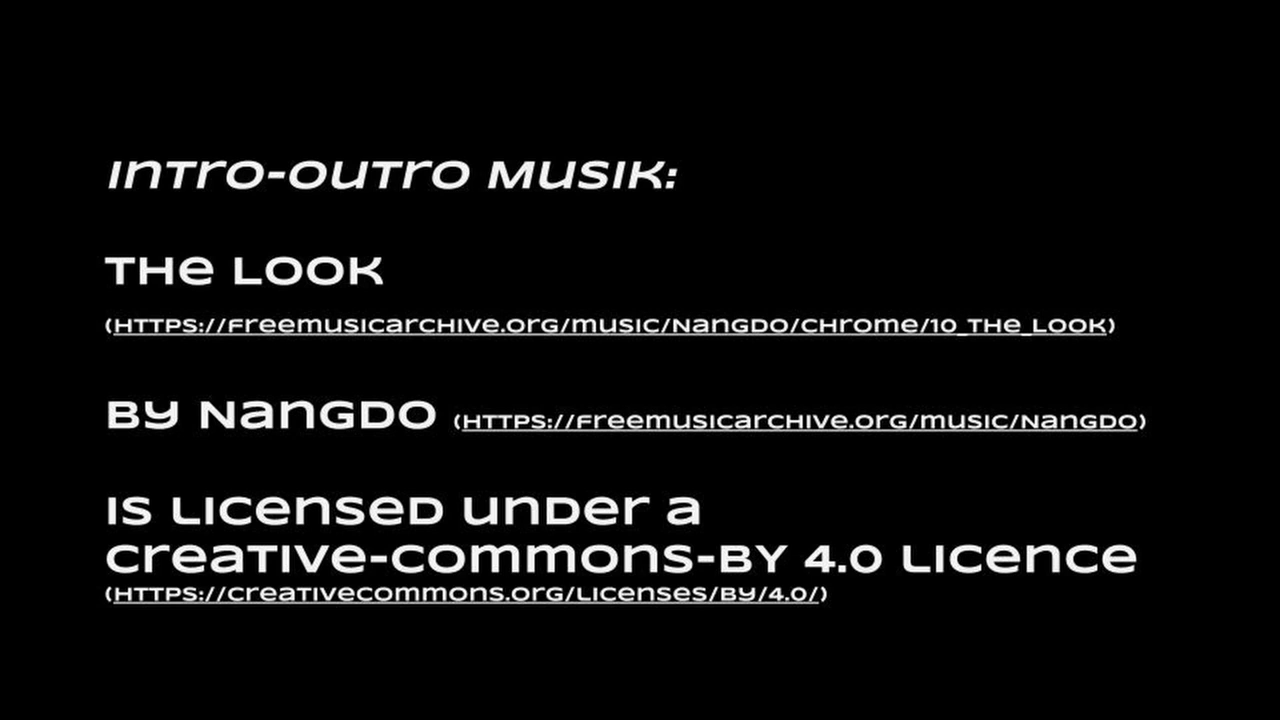 Intro-Outro Musik:
The Look
(https://freemusicarchive.org/music/Nangdo/Chrome/10_The_Look)
By Nangdo (https://freemusicarchive.org/music/Nangdo)
is licensed under a
Creative-Commons-BY 4.0 Licence
(https://creativecommons.org/licenses/by/4.0/)